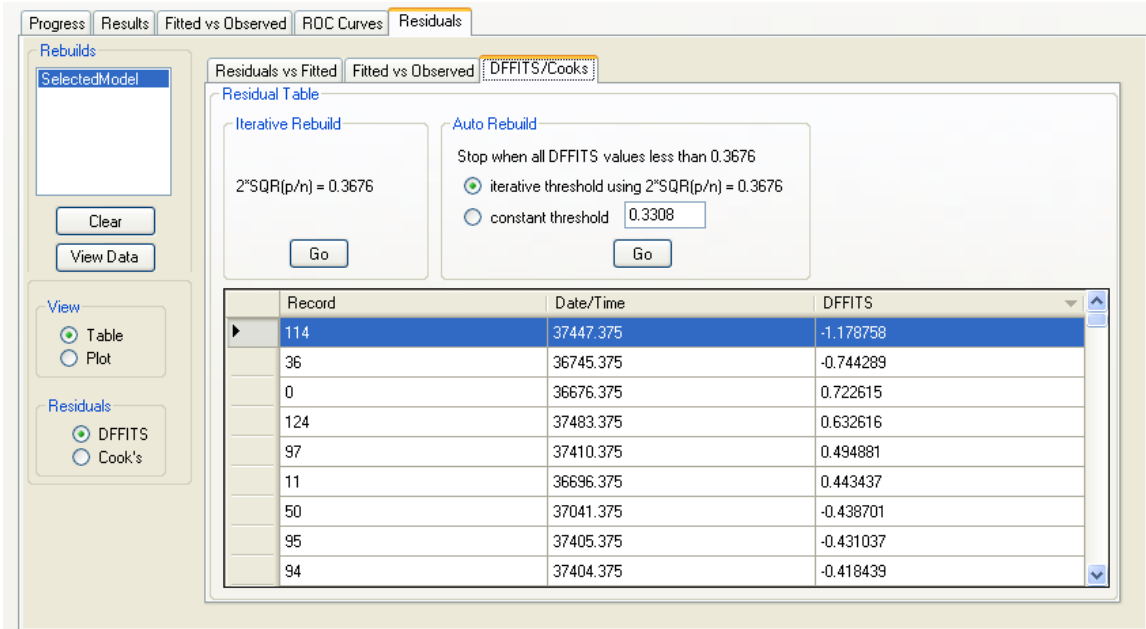 Progress Results Fitted vs Observed ROC Curves Residuals
Rebuilds
SelectedModel
Clear
View Data
View
Table
Plot
Residuals
DFFITS
Cook's
Residuals vs Fitted Fitted vs Observed DFFITS/Cooks
Residual Table
Iterative Rebuild
2*SQR(p/n) = 0.3676
Go
Auto Rebuild
Stop when all DFFITS values less than 0.3676
iterative threshold using 2*SQR(p/n) = 0.3676
constant threshold 0.3308
Go
Record Date/Time DFFITS
114 37447.375 -1.178758
36 36745.375 -0.744289
0 36676.375 0.722615
124 37483.375 0.632616
97 37410.375 0.494881
11 36696.375 0.443437
50 37041.375 -0.438701
95 37405.375 -0.431037
94 37404.375 -0.418439